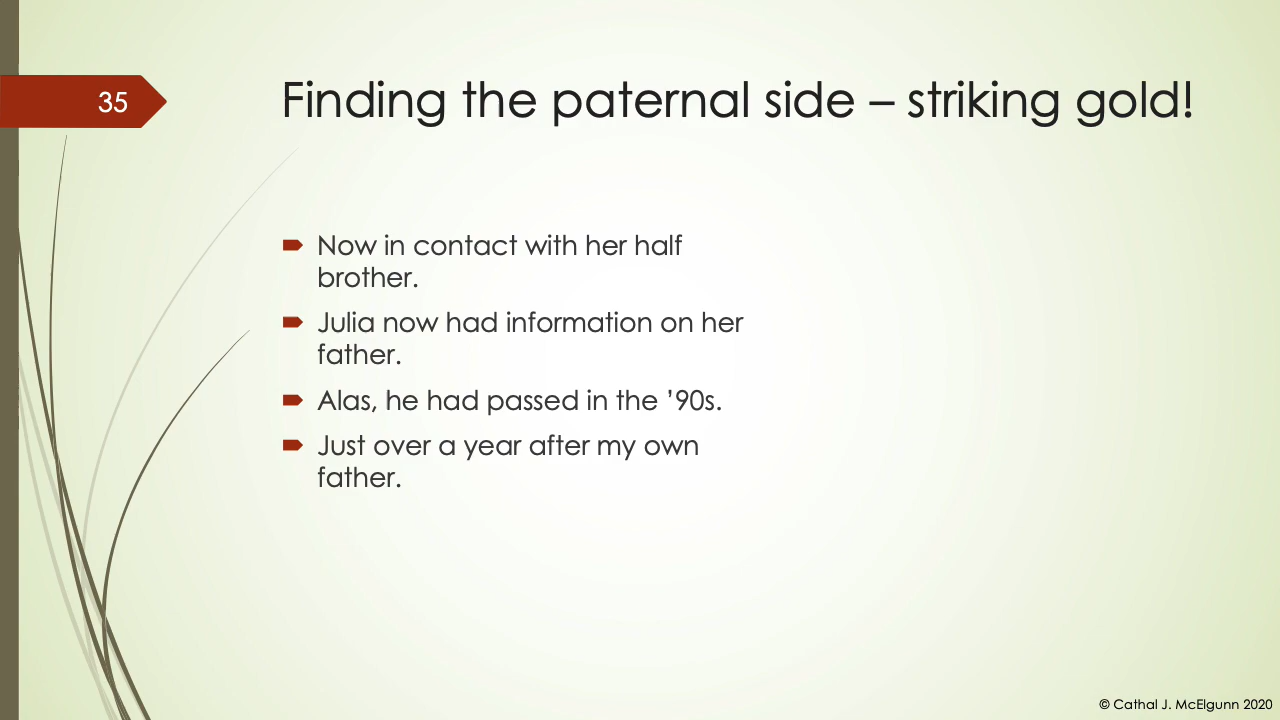 35
Finding the paternal side – striking gold!
Now in contact with her half
brother.
Julia now had information on her
father.
Alas, he had passed in the ’90s.
Just over a year after my own
father.
© Cathal J. McElgunn 2020